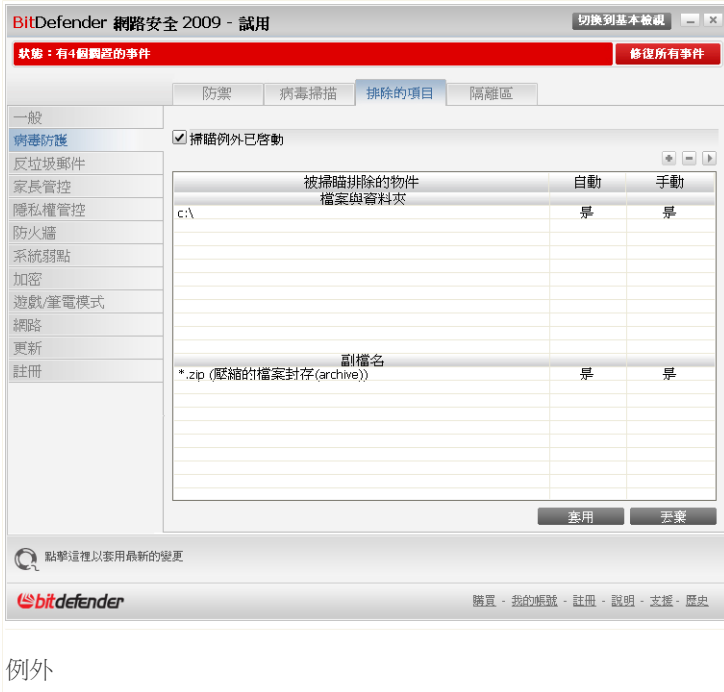 BitDefender 網路安全 2009 - 試用
切換到基本檢視
狀態：有4個擱置的事件
修復所有事件
防禦
病毒掃描
排除的項目
隔離區
一般
病毒防護
反垃圾郵件
家長管控
隱私權管控
防火牆
系統弱點
加密
遊戲/筆電模式
網路
更新
註冊
掃瞄例外已啓動
被掃瞄排除的物件 自動 手動
檔案與資料夾
c:\ 是 是
副檔名
*.zip (壓縮的檔案封存(archive)) 是 是
套用
丟棄
點擊這裡以套用最新的變更
bitdefender
購買 - 我的帳號 - 註冊 - 說明 - 支援 - 歷史
例外